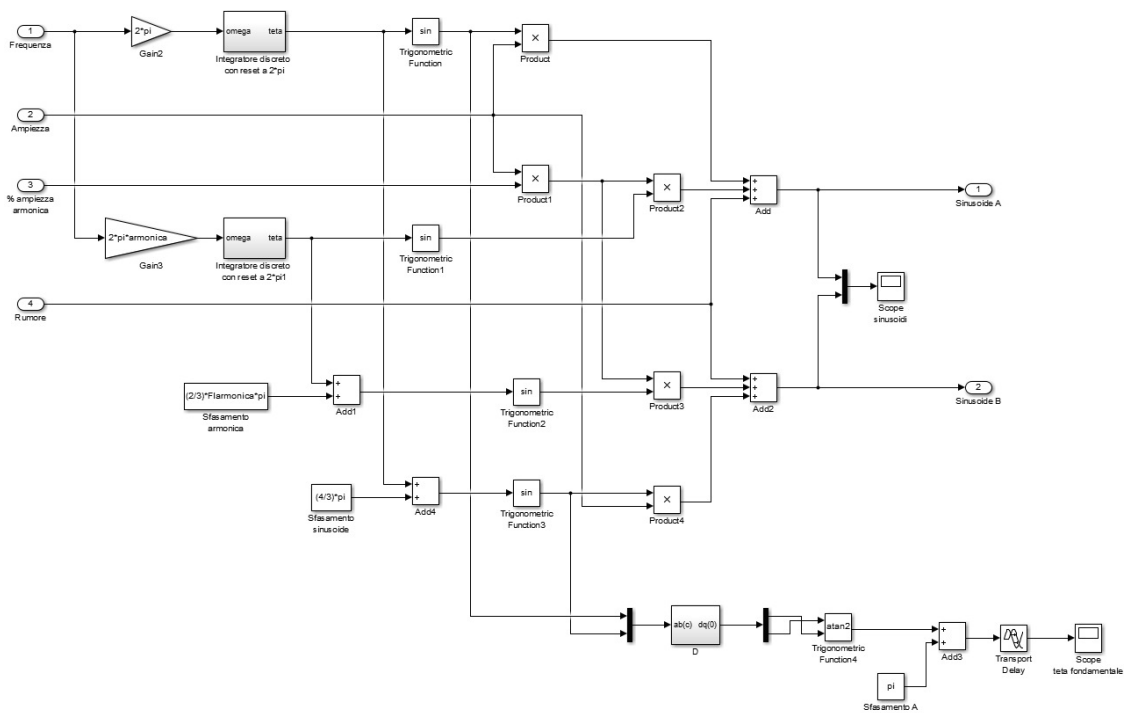 1
Frequenza
2*pi
Gain2
omega teta
Integratore discreto
con reset a 2*pi
sin
Trigonometric
Function
×
Product
2
Ampiezza
3
% ampiezza
armonica
×
Product1
×
Product2
+
+
+
Add
1
Sinusoide A
2*pi*armonica
Gain3
omega teta
Integratore discreto
con reset a 2*pi1
sin
Trigonometric
Function1
4
Rumore
Scope
sinusoidi
(2/3)*Flarmonica*pi
Sfasamento
armonica
+
+
Add1
sin
Trigonometric
Function2
×
Product3
+
+
+
Add2
2
Sinusoide B
(4/3)*pi
Sfasamento
sinusoide
+
+
Add4
sin
Trigonometric
Function3
×
Product4
ab(c) dq(0)
D
atan2
Trigonometric
Function4
+
+
Add3
Transport
Delay
Scope
teta fondamentale
pi
Sfasamento A